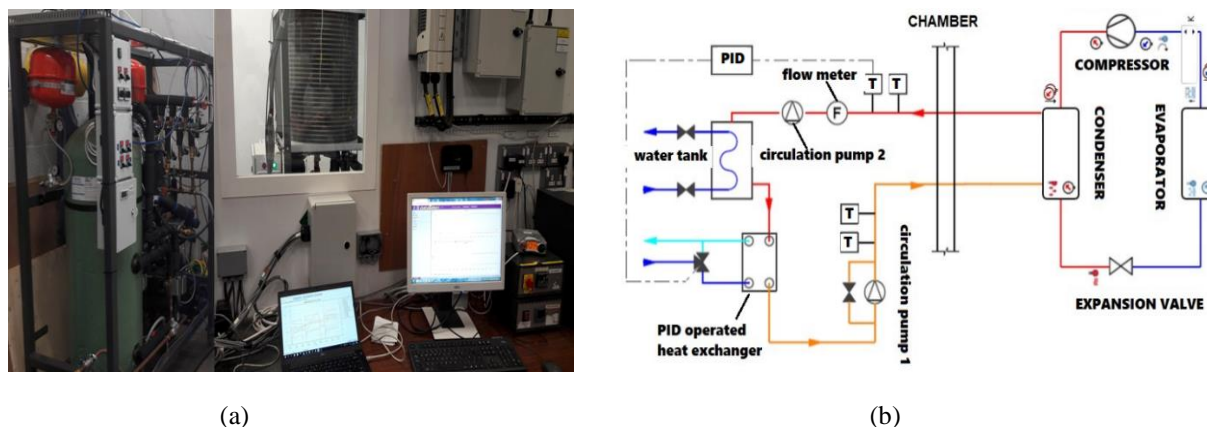 CHAMBER
PID
flow meter
T
T
F
COMPRESSOR
K
water tank
circulation pump 2
CONDENSER
EVAPORATOR
T
T
circulation pump 1
PID operated
heat exchanger
EXPANSION VALVE
(a)
(b)